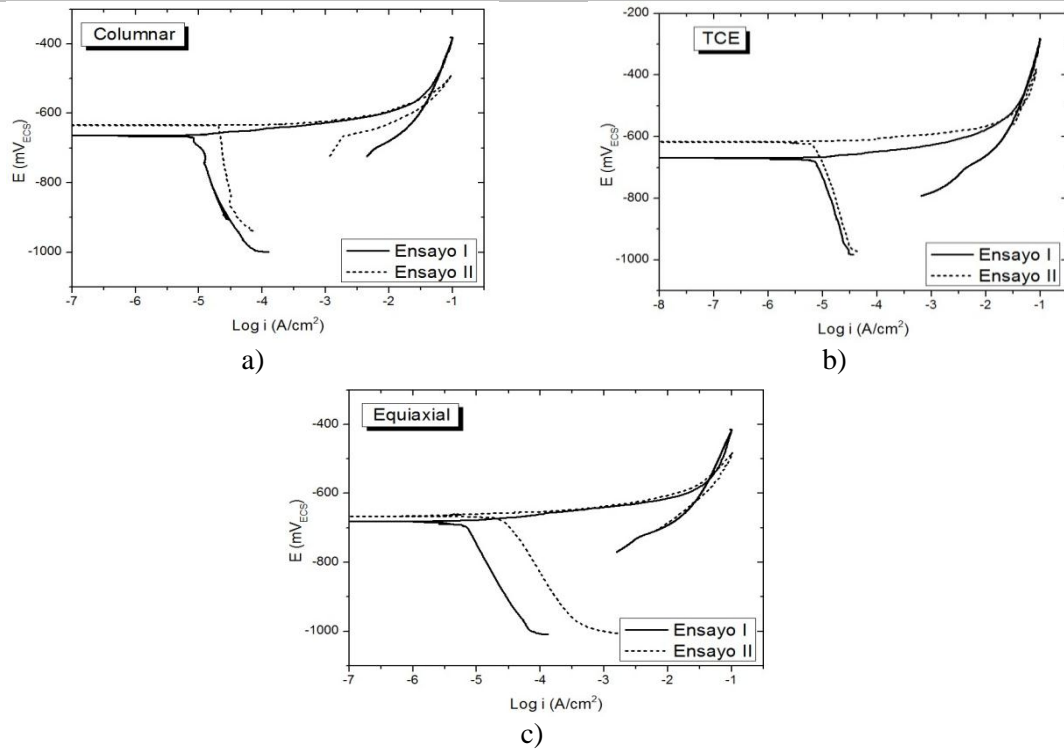 Columnar
-400
-600
-800
-1000
E (mV_ECS)
-7 -6 -5 -4 -3 -2 -1
Log i (A/cm²)
Ensayo I
Ensayo II
a)
TCE
-200
-400
-600
-800
-1000
E (mV_ECS)
-8 -7 -6 -5 -4 -3 -2 -1 0
Log i (A/cm²)
Ensayo I
Ensayo II
b)
Equiaxial
-400
-600
-800
-1000
E (mV_ECS)
-7 -6 -5 -4 -3 -2 -1
Log i (A/cm²)
Ensayo I
Ensayo II
c)